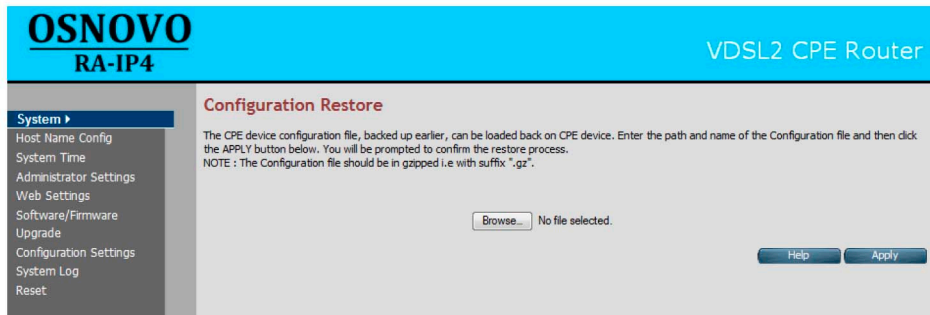 OSNOVO
RA-IP4
VDSL2 CPE Router
System
Host Name Config
System Time
Administrator Settings
Web Settings
Software/Firmware
Upgrade
Configuration Settings
System Log
Reset
Configuration Restore
The CPE device configuration file, backed up earlier, can be loaded back on CPE device. Enter the path and name of the Configuration file and then click
the APPLY button below. You will be prompted to confirm the restore process.
NOTE : The Configuration file should be in gzipped i.e with suffix ".gz".
Browse... No file selected.
Help Apply